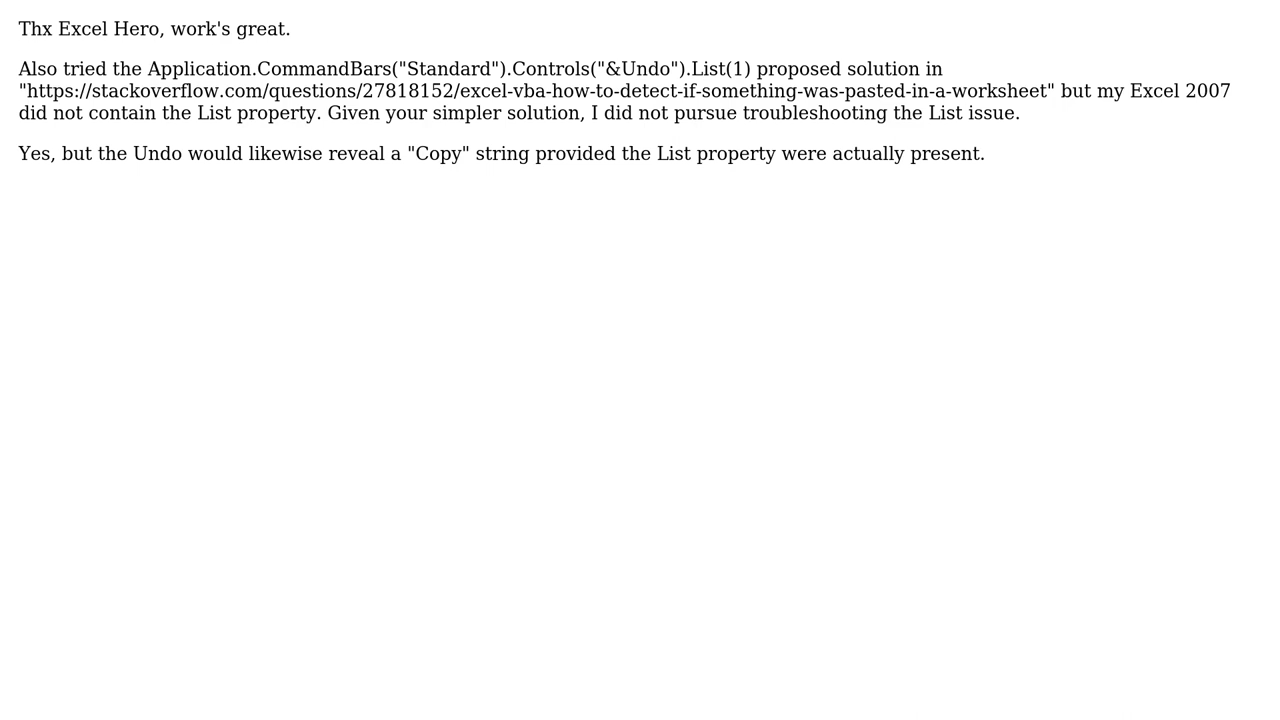 Thx Excel Hero, work's great.
Also tried the Application.CommandBars("Standard").Controls("&Undo").List(1) proposed solution in
"https://stackoverflow.com/questions/27818152/excel-vba-how-to-detect-if-something-was-pasted-in-a-worksheet" but my Excel 2007
did not contain the List property. Given your simpler solution, I did not pursue troubleshooting the List issue.
Yes, but the Undo would likewise reveal a "Copy" string provided the List property were actually present.